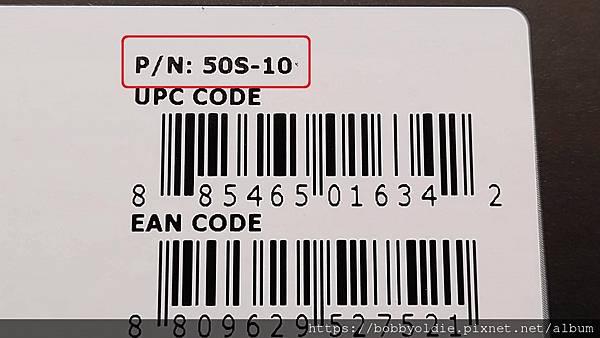 P/N: 50S-10
UPC CODE
8 85465 01634 2
EAN CODE
8 809629 527521
https://bobbyoldie.pixnet.net/album